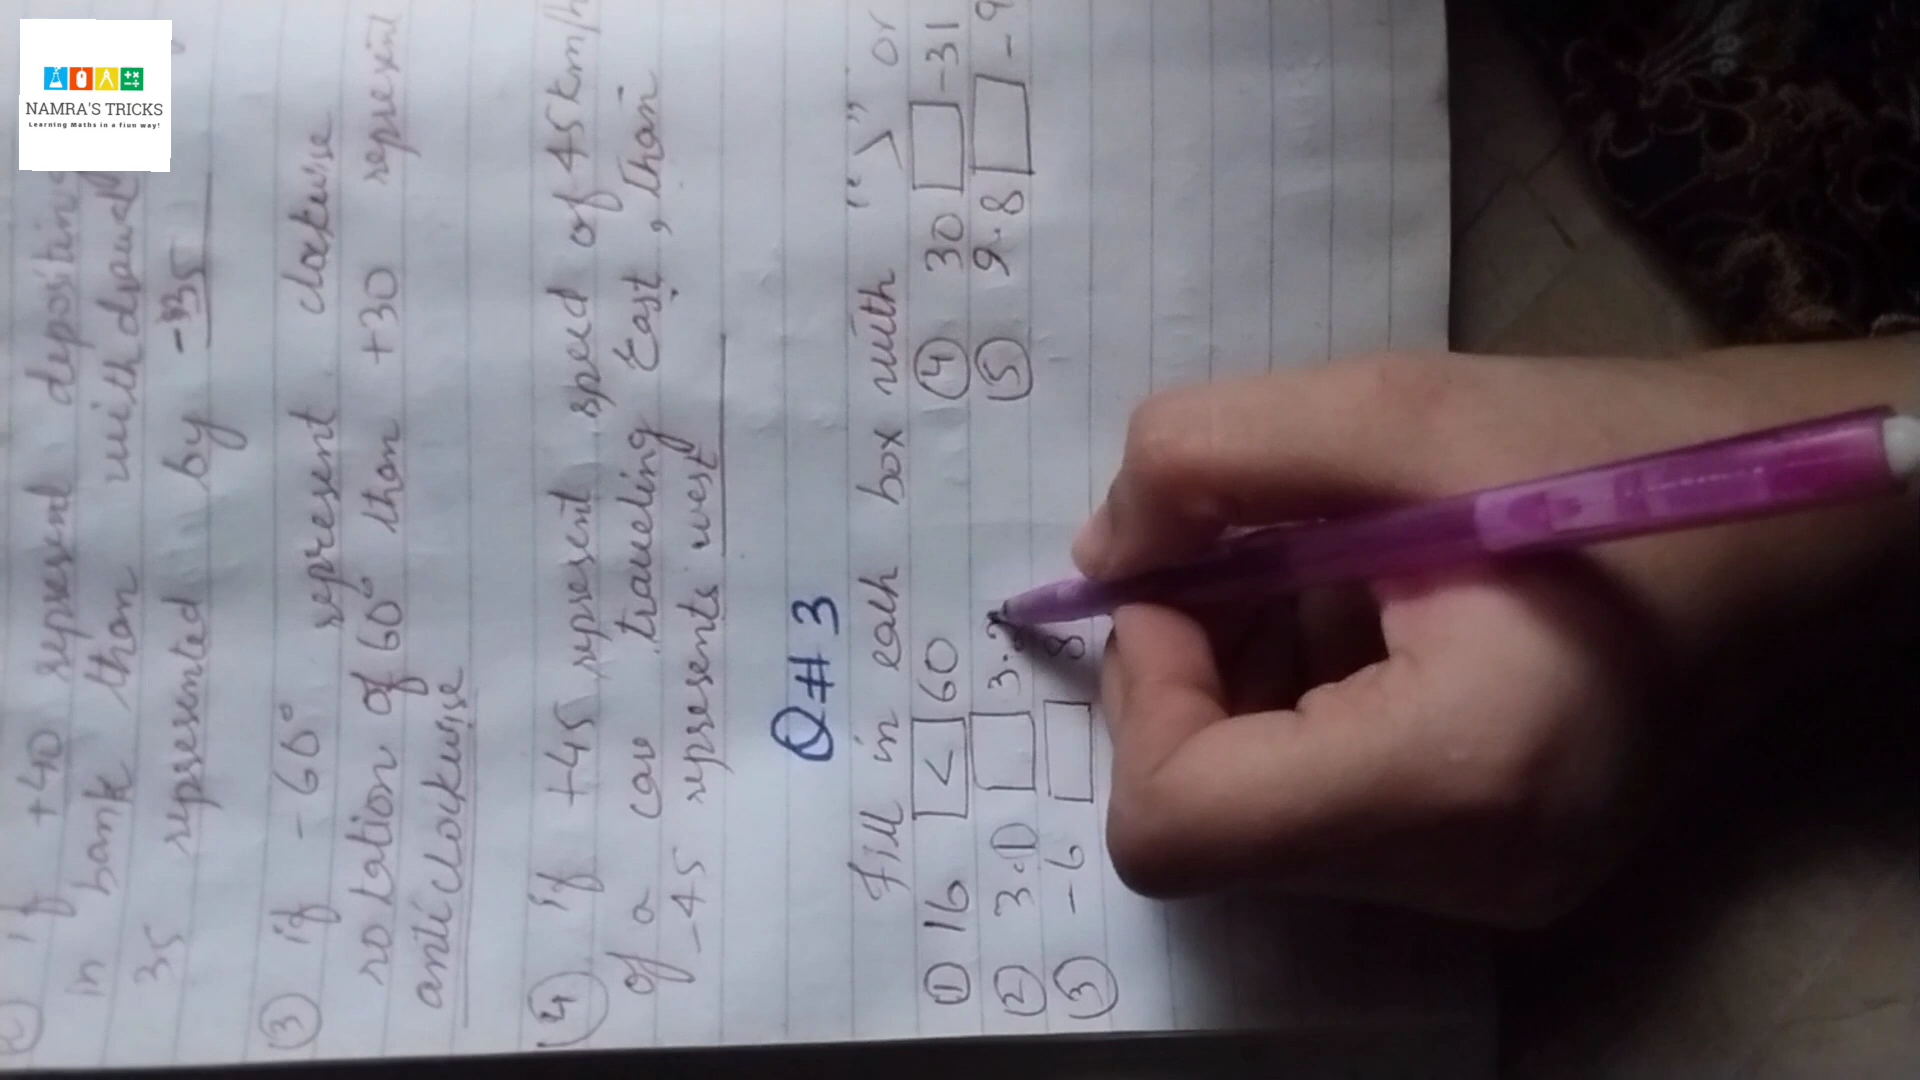 NAMRA'S TRICKS
Learning Maths in a fiun way!
if +40 represent depositing
in bank than withdrawl
35 represented by -35
(3) if -60° represent clockwise
rotation of 60° than +30 represent
anticlockwise
(4) if +45 represent speed of 45km/h
of a car traveling East, than
-45 represents west
Q#3
Fill in each box with ">" or
① 16 < 60 ④ 30 -31
② 3. 3. ⑤ 9.8 -9
③ -6 8